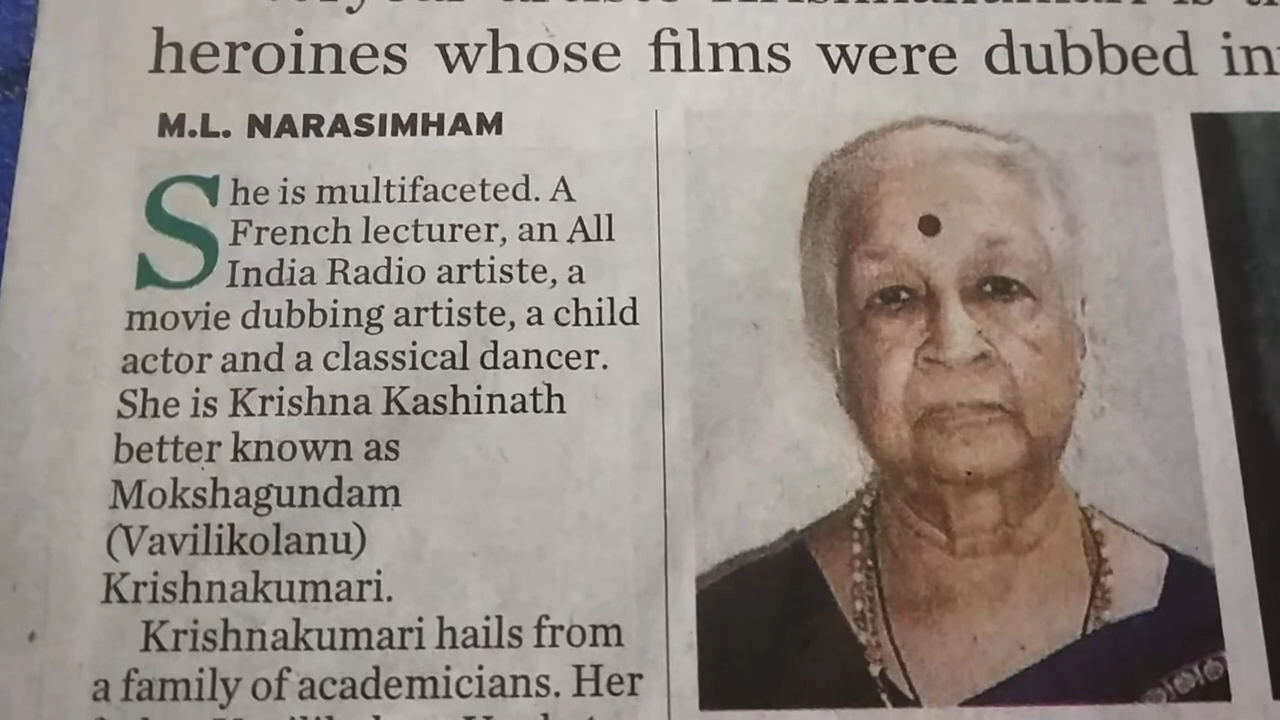 heroines whose films were dubbed in
M.L. NARASIMHAM
She is multifaceted. A
French lecturer, an All
India Radio artiste, a
movie dubbing artiste, a child
actor and a classical dancer.
She is Krishna Kashinath
better known as
Mokshagundam
(Vavilikolanu)
Krishnakumari.
Krishnakumari hails from
a family of academicians. Her